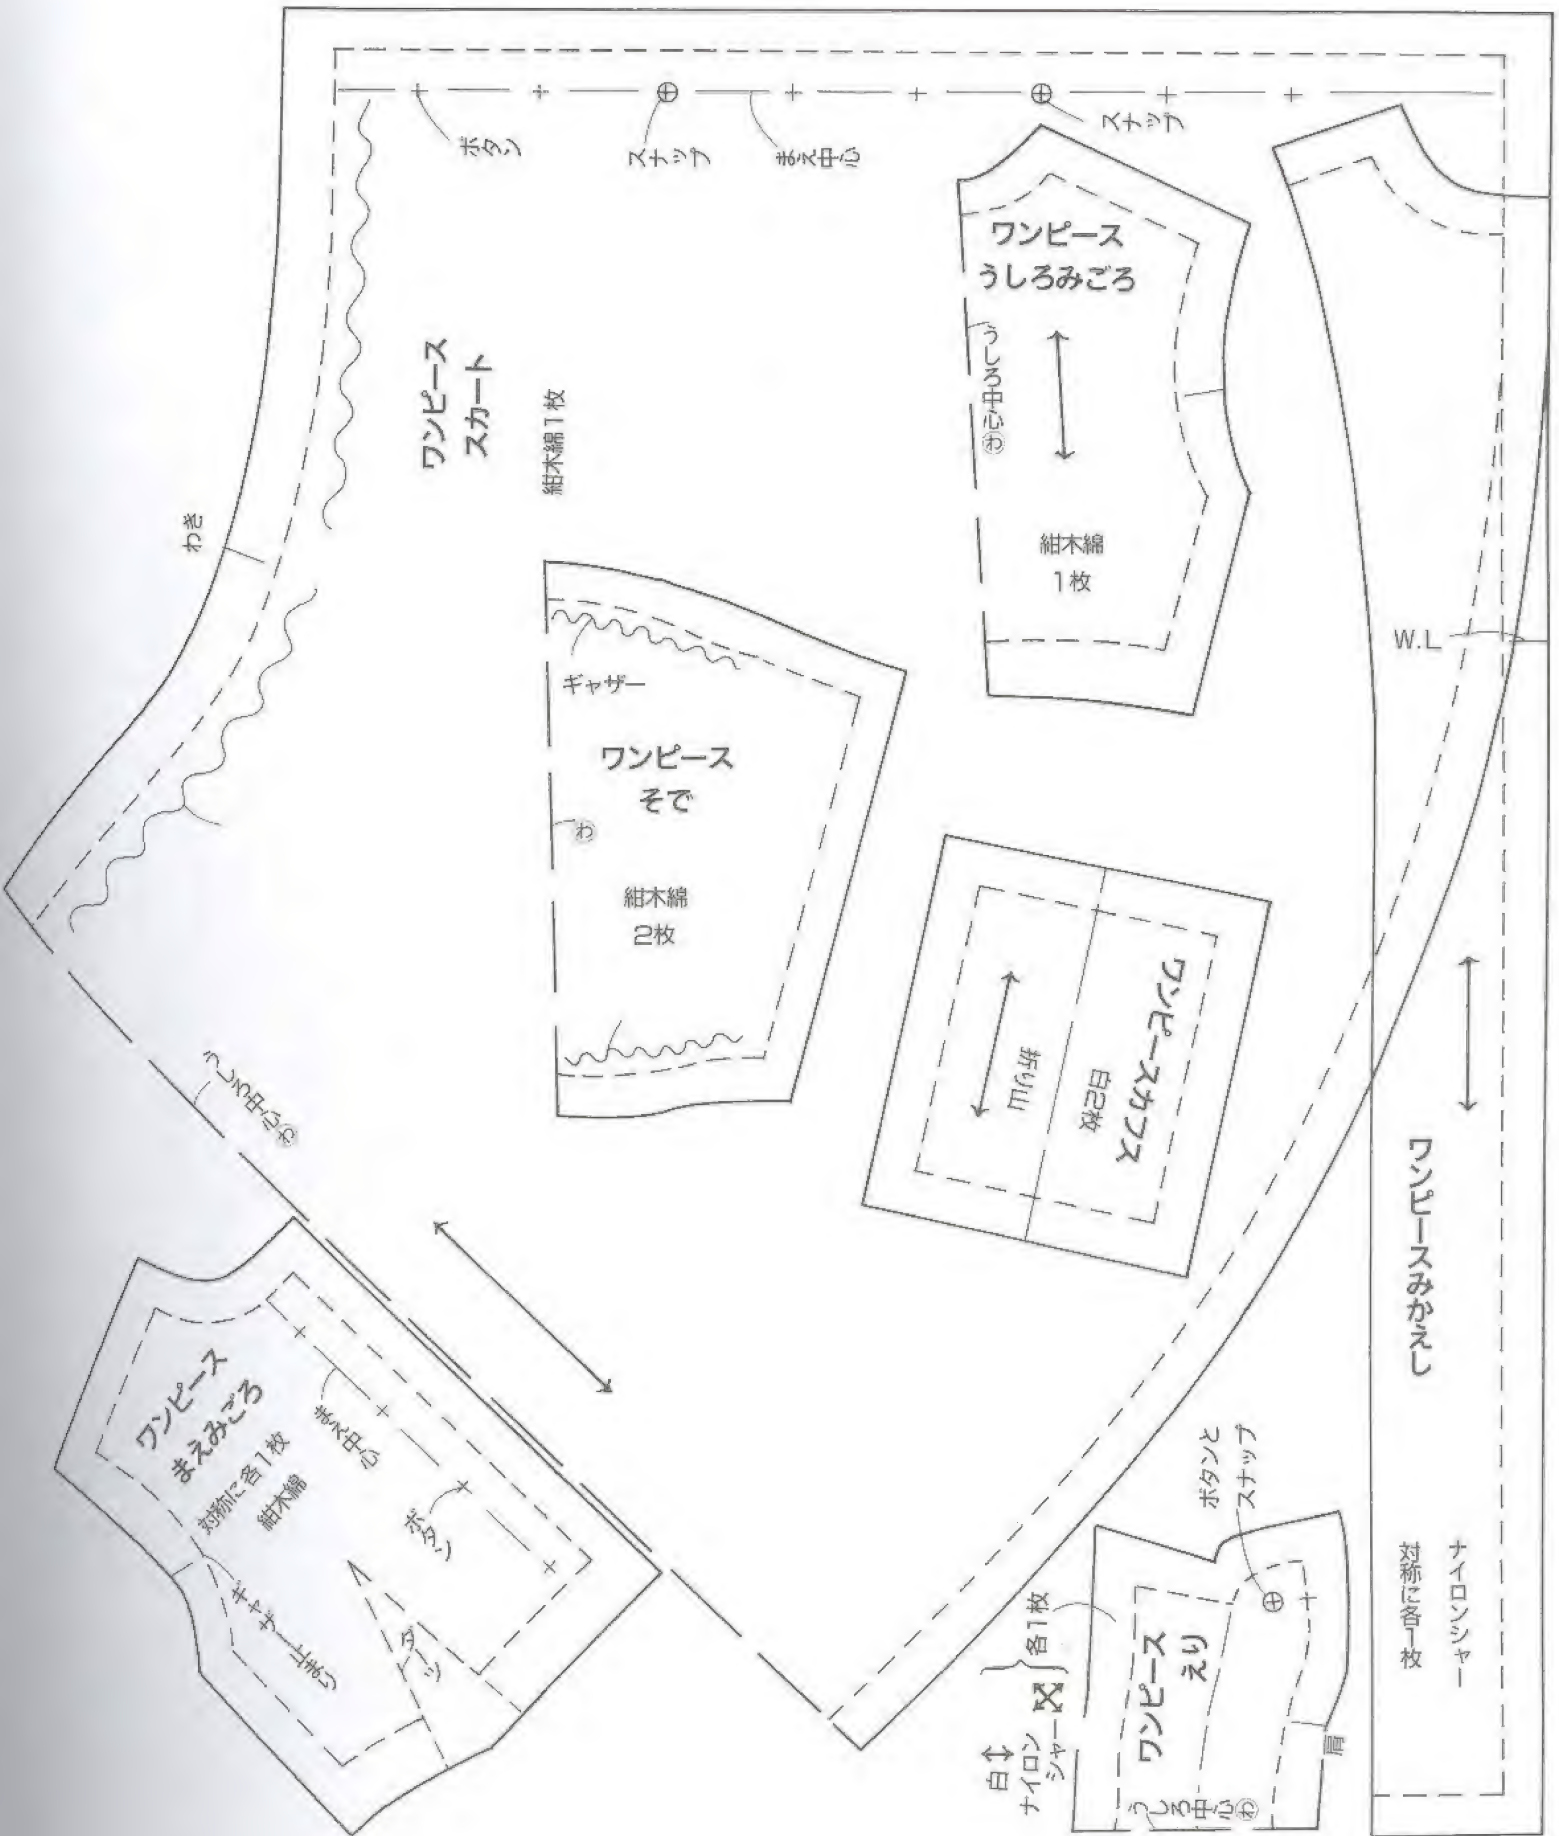 ボタン
スナップ
まえ中心
スナップ
ワンピース
スカート
紺木綿1枚
わき
ワンピース
うしろみごろ
うしろ中心わ
紺木綿
1枚
W.L
ギャザー
ワンピース
そで
わ
紺木綿
2枚
ワンピースカフス
白2枚
折り山
うしろ中心わ
ワンピース
まえみごろ
対称に各1枚
紺木綿
まえ中心
ボタン
ギャザー止まり
ダーツ
ワンピースみかえし
ナイロンシャー
対称に各1枚
ボタンと
スナップ
ワンピース
えり
各1枚
白
ナイロン
シャー
うしろ中心わ
肩